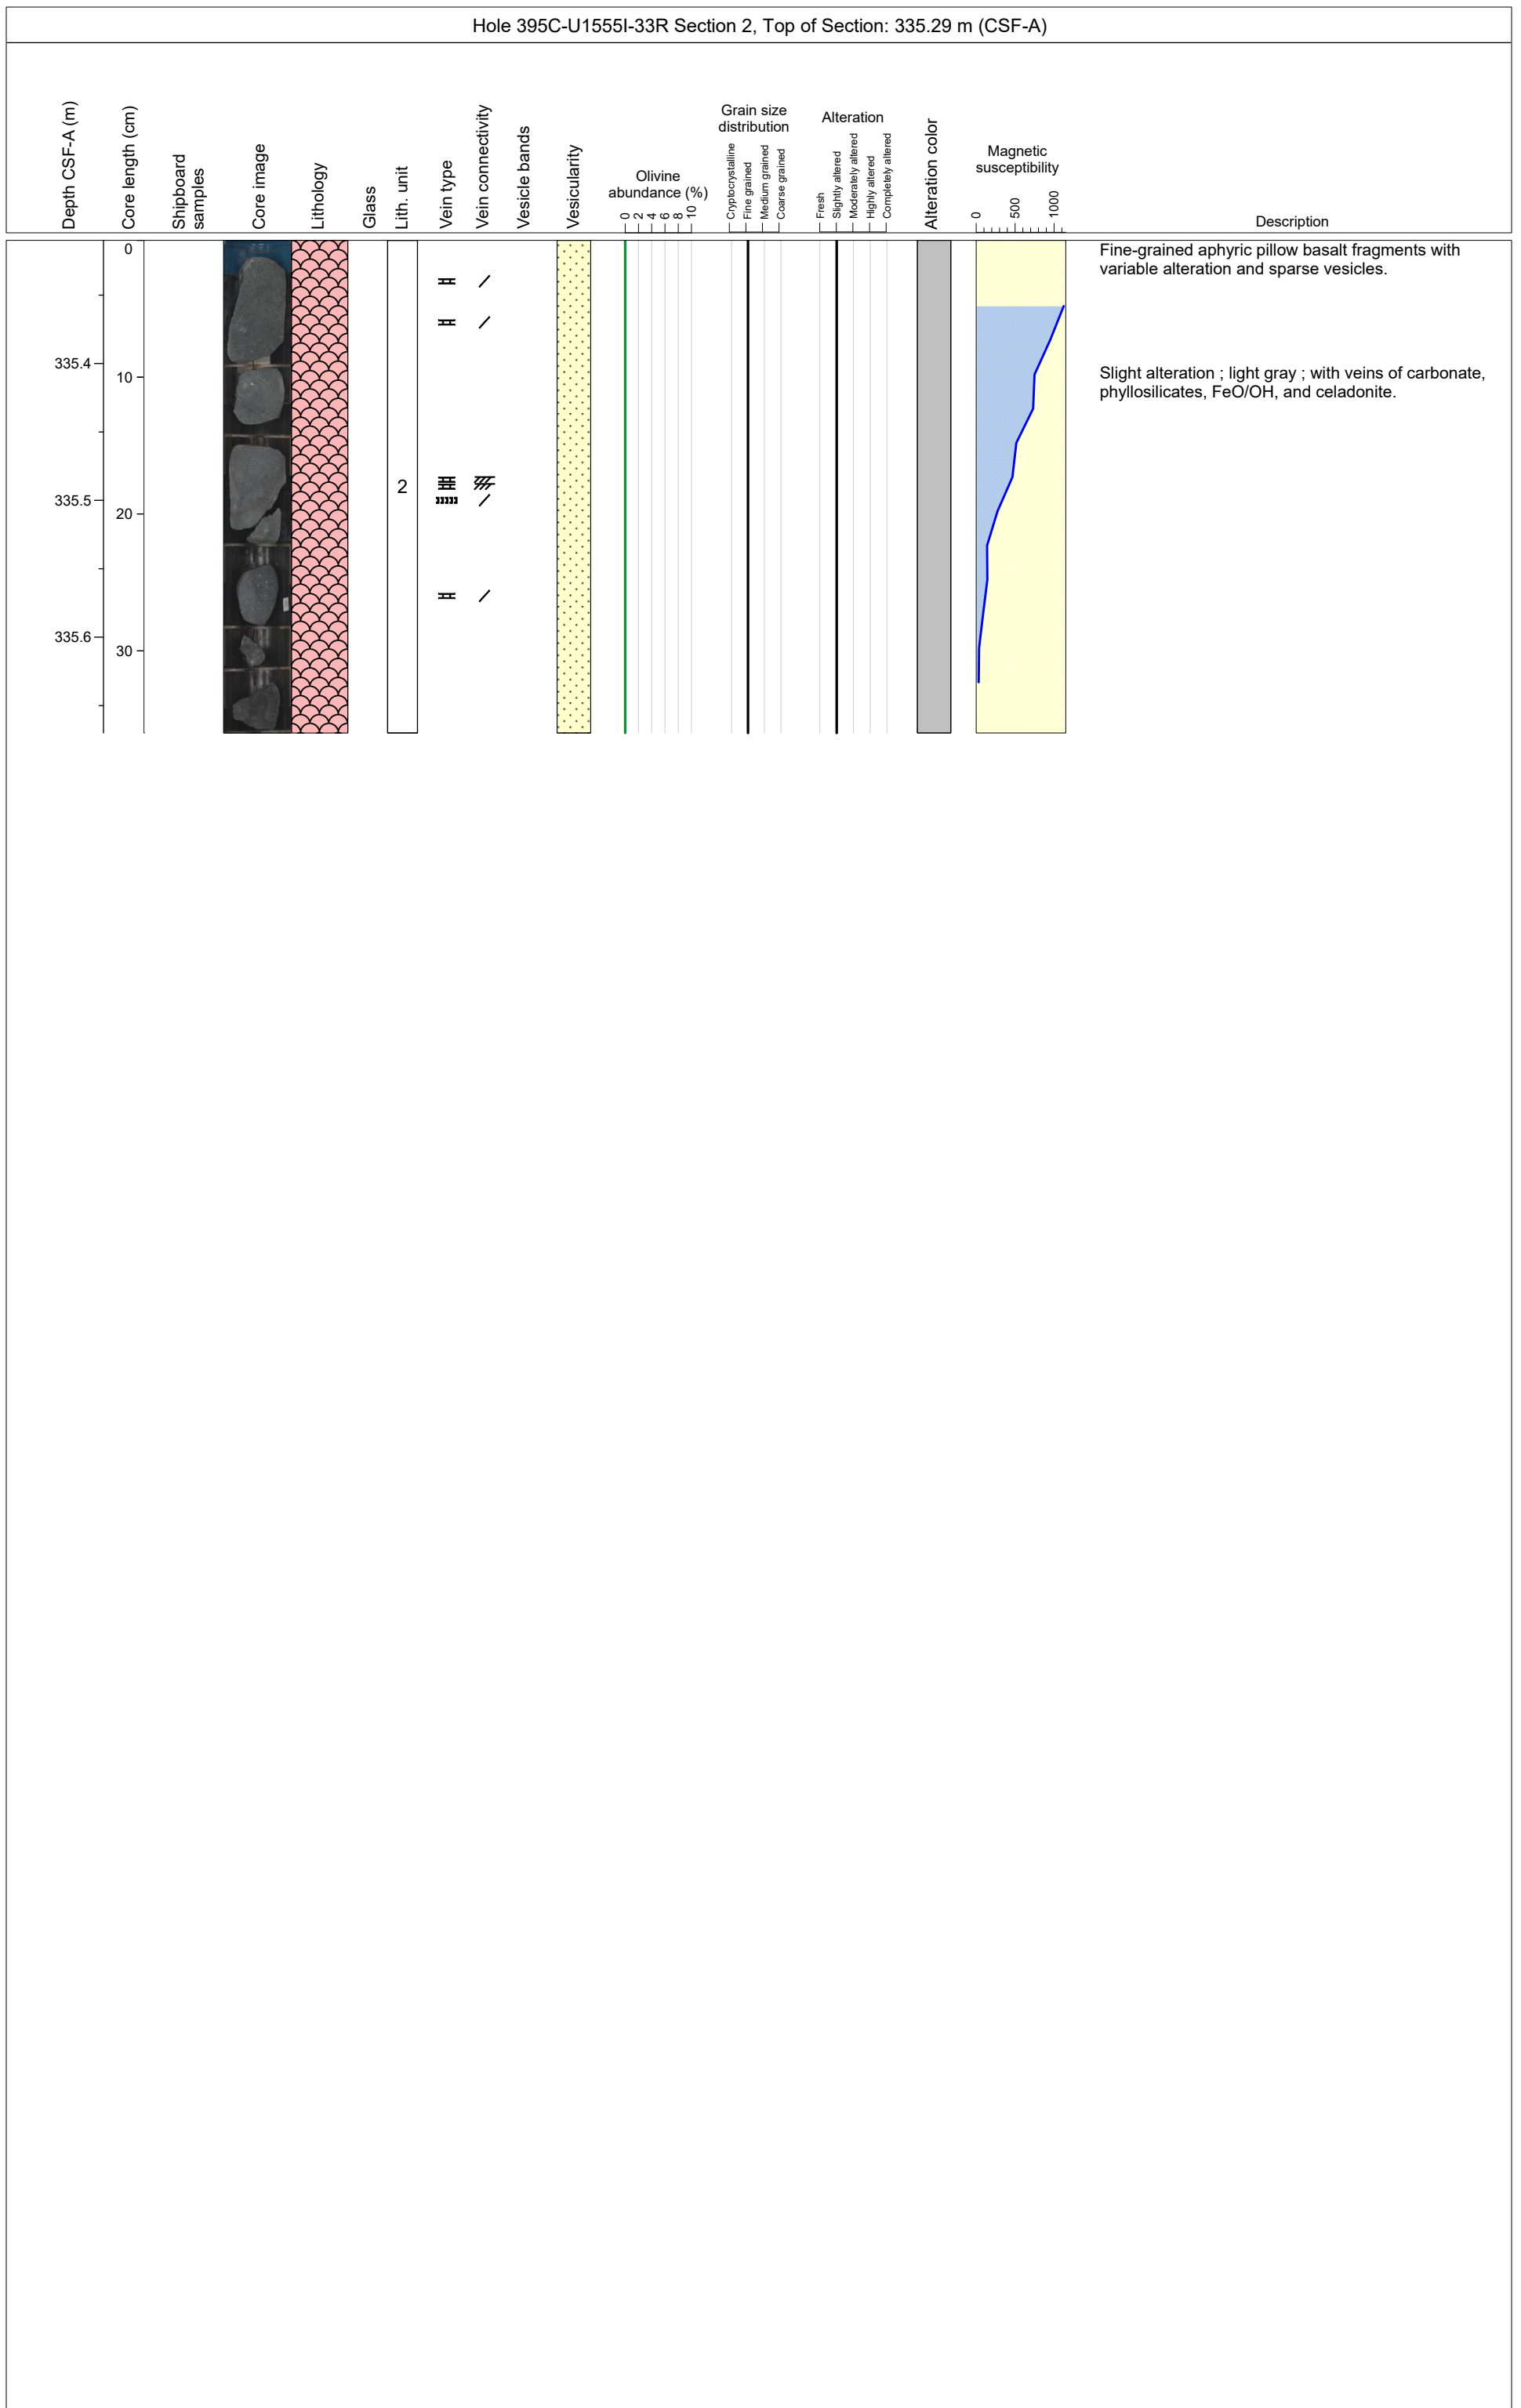 Hole 395C-U1555I-33R Section 2, Top of Section: 335.29 m (CSF-A)
Depth CSF-A (m)
Core length (cm)
Shipboard
samples
Core image
Lithology
Glass
Lith. unit
Vein type
Vein connectivity
Vesicle bands
Vesicularity
Olivine
abundance (%)
0 2 4 6 8 10
Grain size
distribution
Cryptocrystalline
Fine grained
Medium grained
Coarse grained
Alteration
Fresh
Slightly altered
Moderately altered
Highly altered
Completely altered
Alteration color
Magnetic
susceptibility
0 500 1000
Description
0
Fine-grained aphyric pillow basalt fragments with
variable alteration and sparse vesicles.
335.4
10
Slight alteration ; light gray ; with veins of carbonate,
phyllosilicates, FeO/OH, and celadonite.
2
335.5
20
335.6
30